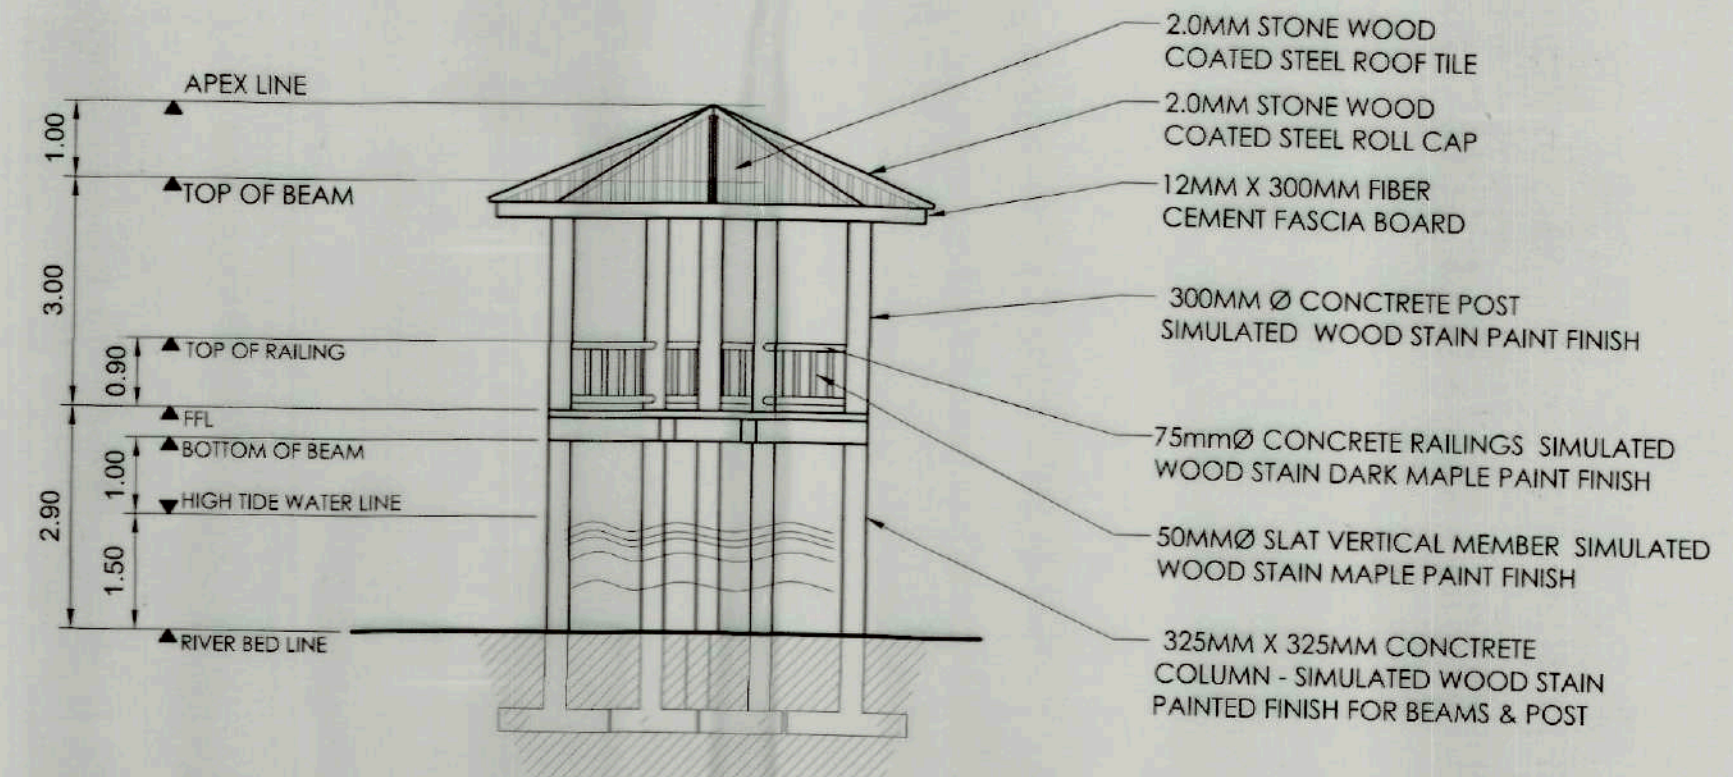 APEX LINE
1.00
TOP OF BEAM
3.00
TOP OF RAILING
0.90
FFL
BOTTOM OF BEAM
1.00
HIGH TIDE WATER LINE
2.90
1.50
RIVER BED LINE
2.0MM STONE WOOD
COATED STEEL ROOF TILE
2.0MM STONE WOOD
COATED STEEL ROLL CAP
12MM X 300MM FIBER
CEMENT FASCIA BOARD
300MM Ø CONCTRETE POST
SIMULATED WOOD STAIN PAINT FINISH
75mmØ CONCRETE RAILINGS SIMULATED
WOOD STAIN DARK MAPLE PAINT FINISH
50MMØ SLAT VERTICAL MEMBER SIMULATED
WOOD STAIN MAPLE PAINT FINISH
325MM X 325MM CONCTRETE
COLUMN - SIMULATED WOOD STAIN
PAINTED FINISH FOR BEAMS & POST